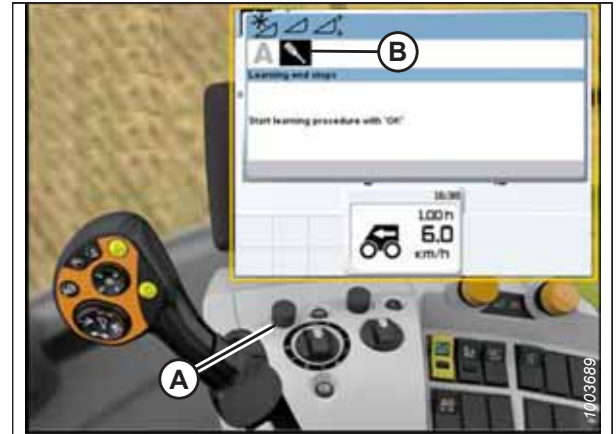 A
B
Learning end stops
Start learning procedure with 'OK'
16:30
1.00 h
6.0
km/h
A
1003689